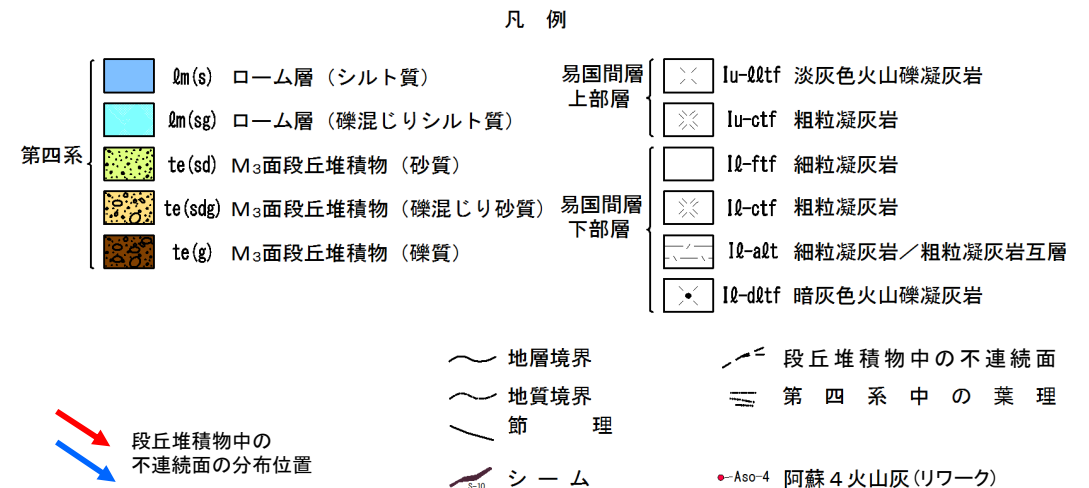 凡 例
第四系
ℓm(s) ローム層（シルト質）
ℓm(sg) ローム層（礫混じりシルト質）
te(sd) M₃面段丘堆積物（砂質）
te(sdg) M₃面段丘堆積物（礫混じり砂質）
te(g) M₃面段丘堆積物（礫質）
易国間層
上部層
Iu-ℓℓtf 淡灰色火山礫凝灰岩
Iu-ctf 粗粒凝灰岩
易国間層
下部層
Iℓ-ftf 細粒凝灰岩
Iℓ-ctf 粗粒凝灰岩
Iℓ-aℓt 細粒凝灰岩／粗粒凝灰岩互層
Iℓ-dℓtf 暗灰色火山礫凝灰岩
地層境界
地質境界
節 理
S-10 シ ー ム
段丘堆積物中の不連続面
第 四 系 中 の 葉 理
Aso-4 阿蘇４火山灰(リワーク)
段丘堆積物中の
不連続面の分布位置